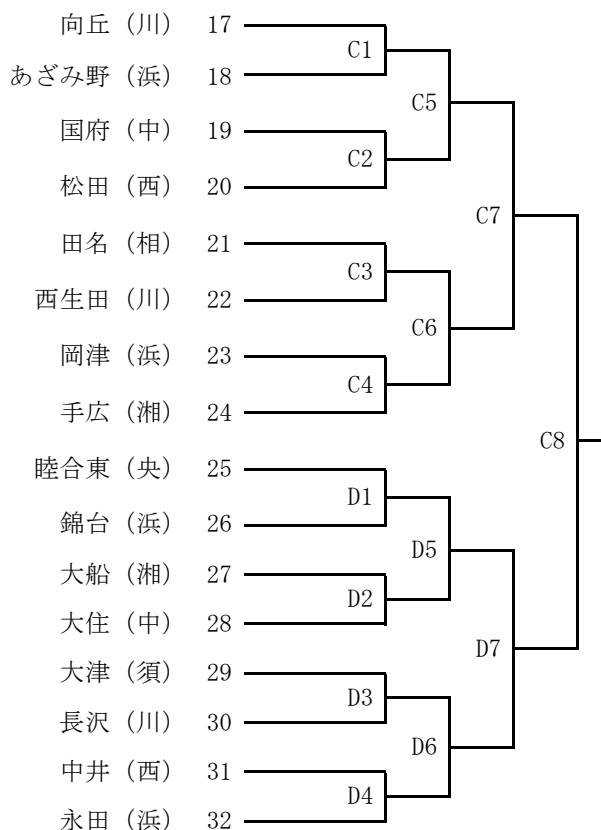 向丘（川） 17
C1
あざみ野（浜） 18
C5
国府（中） 19
C2
松田（西） 20
C7
田名（相） 21
C3
西生田（川） 22
C6
岡津（浜） 23
C4
手広（湘） 24
C8
睦合東（央） 25
D1
錦台（浜） 26
D5
大船（湘） 27
D2
大住（中） 28
D7
大津（須） 29
D3
長沢（川） 30
D6
中井（西） 31
D4
永田（浜） 32